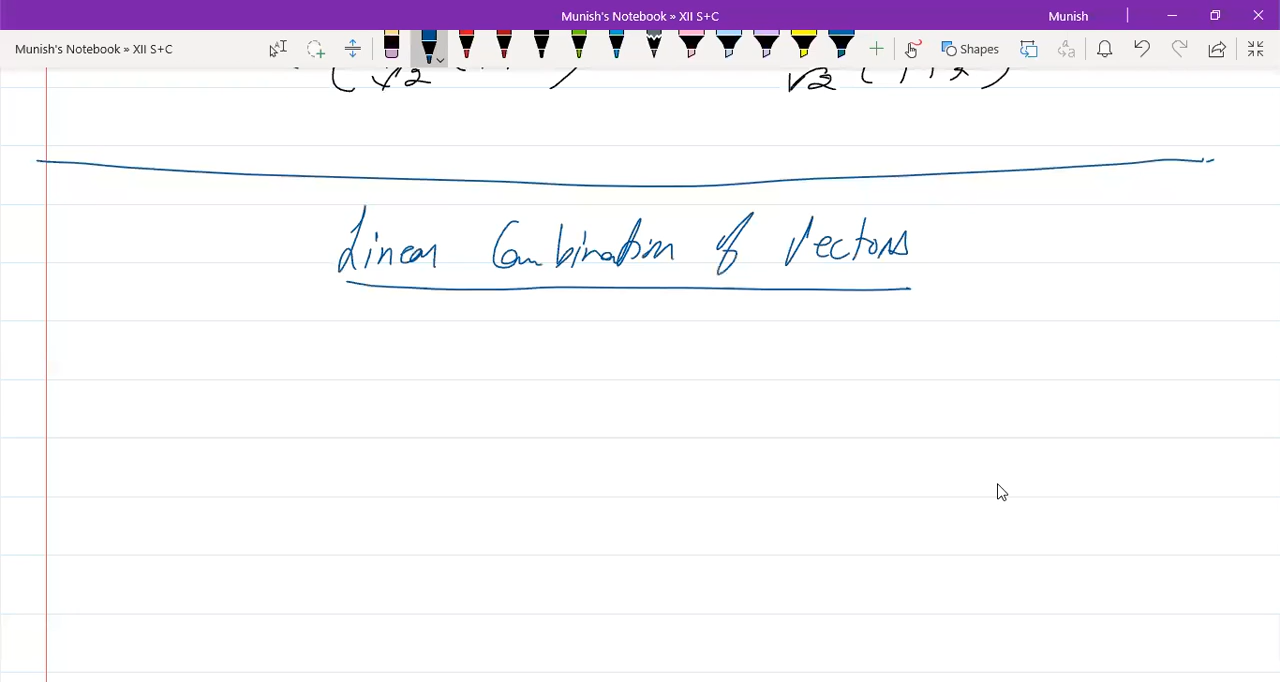 Munish's Notebook » XII S+C
Munish
Munish's Notebook » XII S+C
Shapes
Linear Combination of Vectors